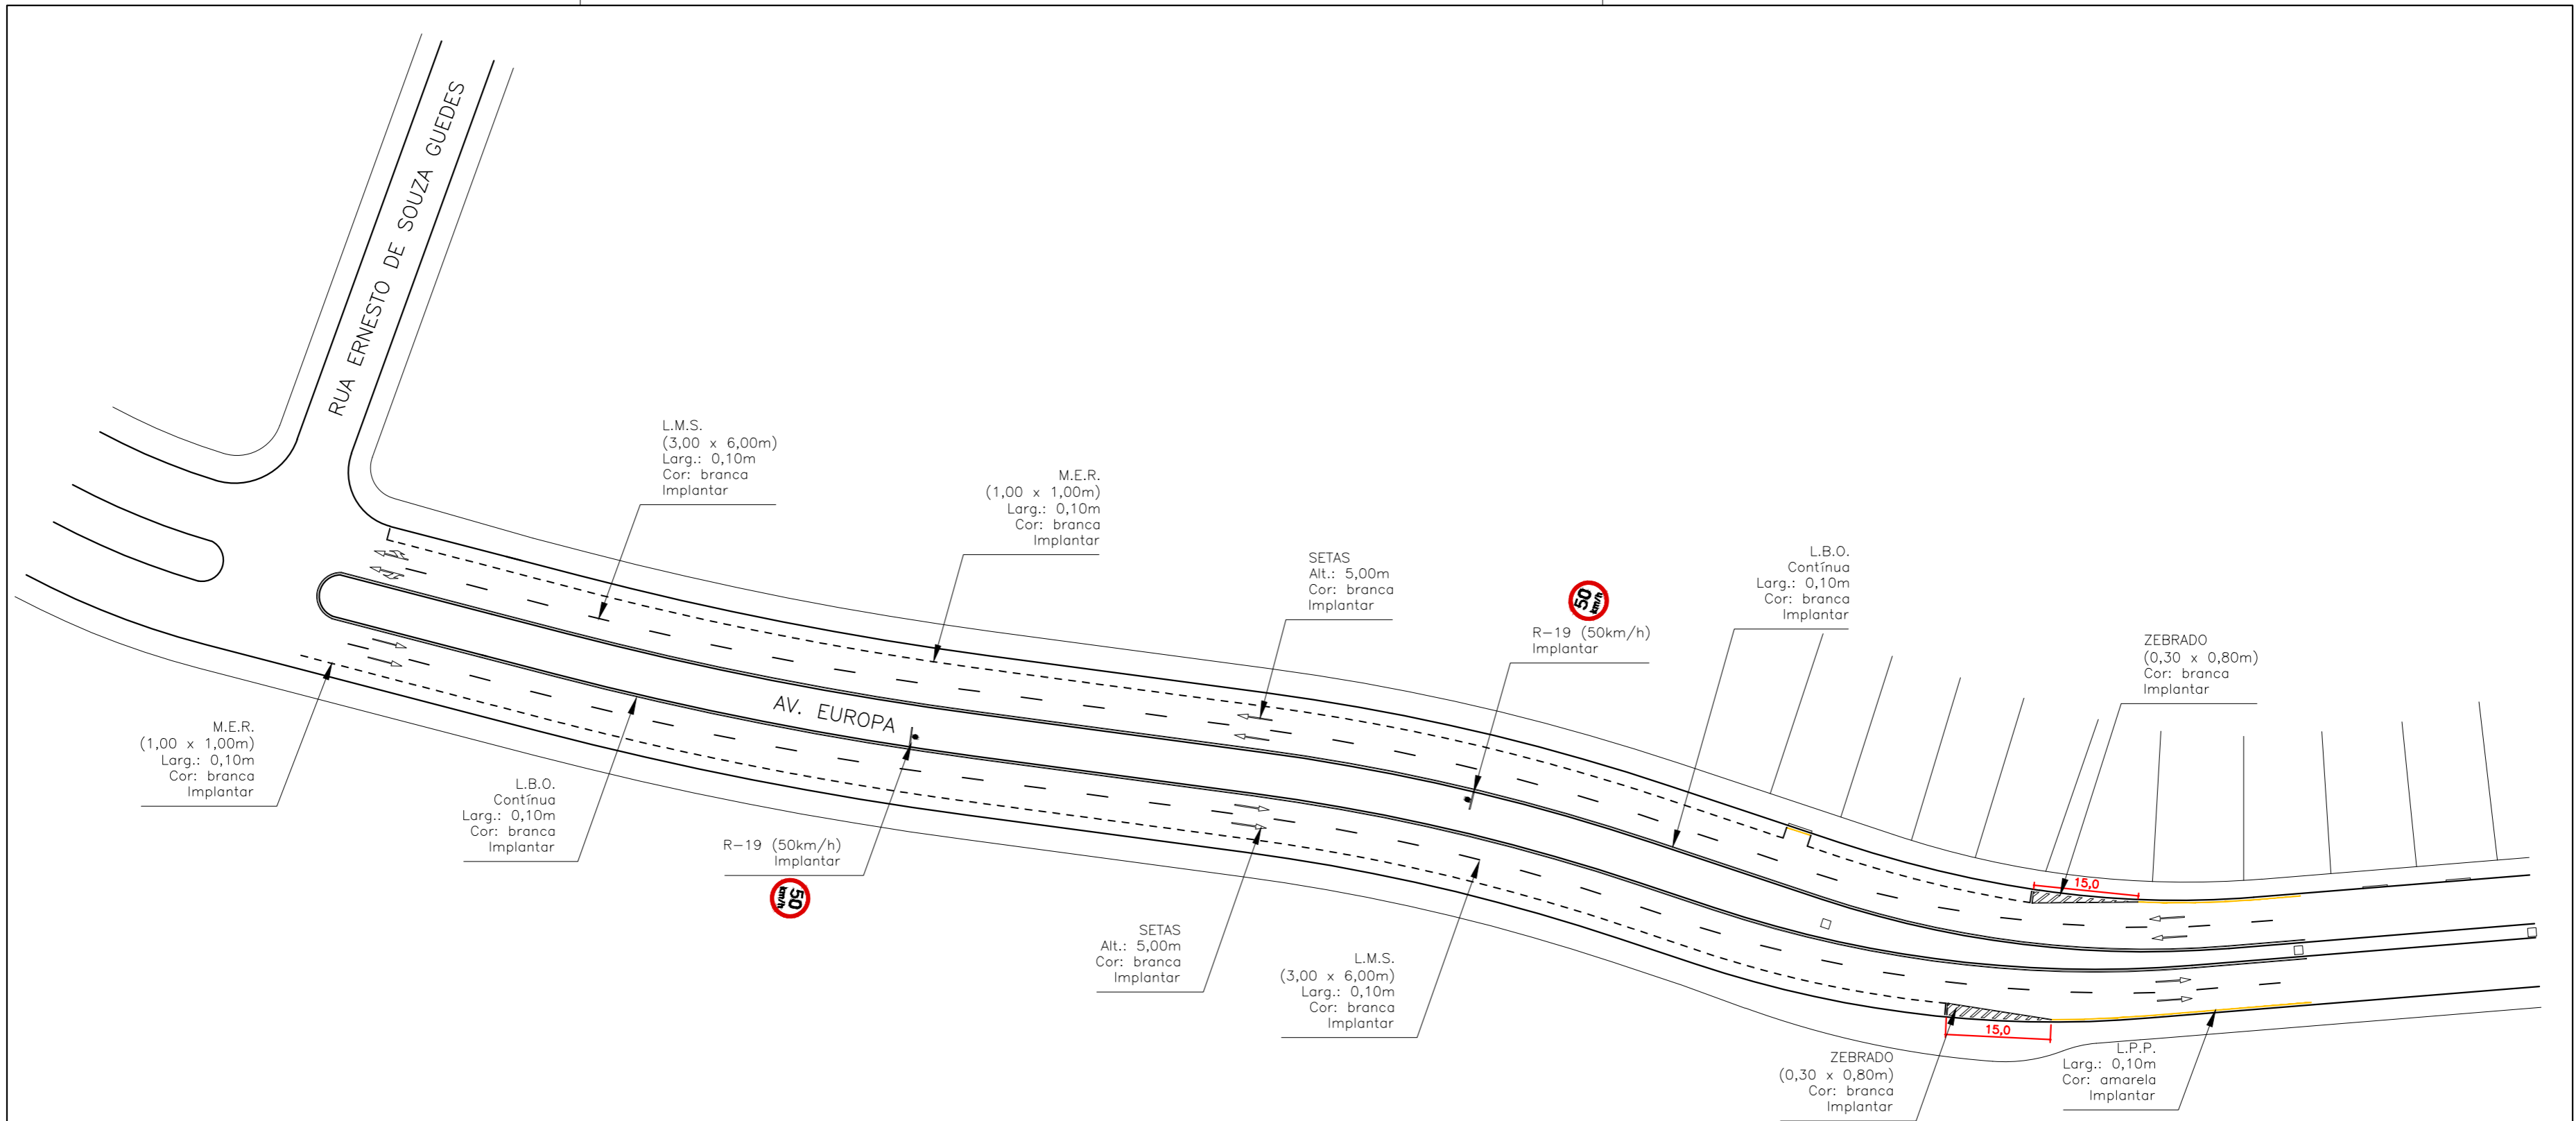 RUA ERNESTO DE SOUZA GUEDES
L.M.S.
(3,00 x 6,00m)
Larg.: 0,10m
Cor: branca
Implantar
M.E.R.
(1,00 x 1,00m)
Larg.: 0,10m
Cor: branca
Implantar
SETAS
Alt.: 5,00m
Cor: branca
Implantar
50
km/h
R-19 (50km/h)
Implantar
L.B.O.
Contínua
Larg.: 0,10m
Cor: branca
Implantar
ZEBRADO
(0,30 x 0,80m)
Cor: branca
Implantar
15,0
AV. EUROPA
M.E.R.
(1,00 x 1,00m)
Larg.: 0,10m
Cor: branca
Implantar
L.B.O.
Contínua
Larg.: 0,10m
Cor: branca
Implantar
R-19 (50km/h)
Implantar
50
km/h
SETAS
Alt.: 5,00m
Cor: branca
Implantar
L.M.S.
(3,00 x 6,00m)
Larg.: 0,10m
Cor: branca
Implantar
15,0
ZEBRADO
(0,30 x 0,80m)
Cor: branca
Implantar
L.P.P.
Larg.: 0,10m
Cor: amarela
Implantar